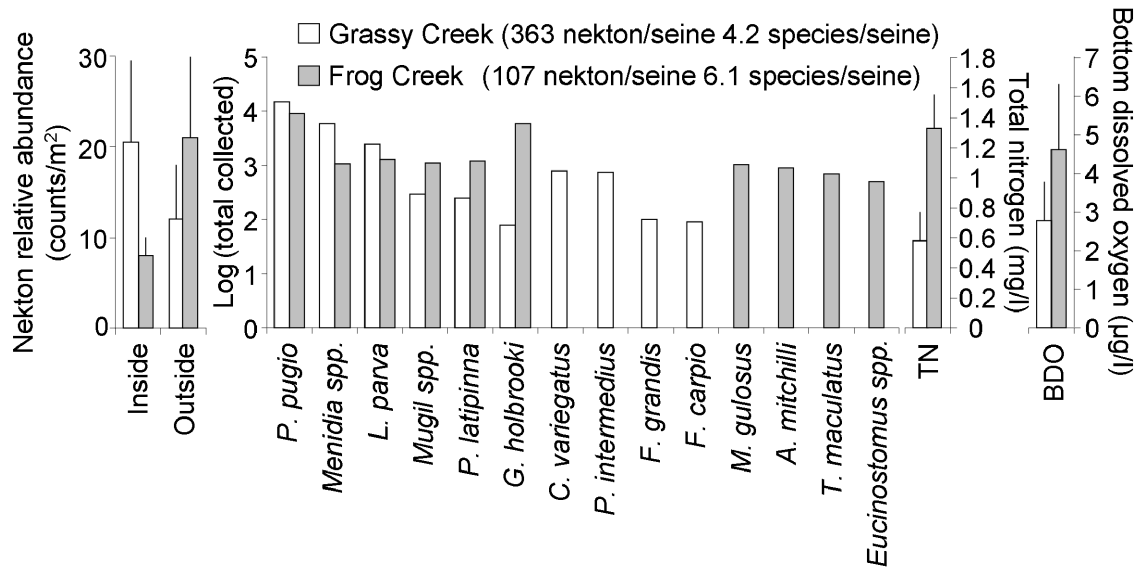 Grassy Creek (363 nekton/seine 4.2 species/seine)
Frog Creek (107 nekton/seine 6.1 species/seine)
Nekton relative abundance
(counts/m²)
30
20
10
0
Inside
Outside
Log (total collected)
5
4
3
2
1
0
P. pugio
Menidia spp.
L. parva
Mugil spp.
P. latipinna
G. holbrooki
C. variegatus
P. intermedius
F. grandis
F. carpio
M. gulosus
A. mitchilli
T. maculatus
Eucinostomus spp.
TN
1.8
1.6
1.4
1.2
1
0.8
0.6
0.4
0.2
0
Total nitrogen (mg/l)
BDO
7
6
5
4
3
2
1
0
Bottom dissolved oxygen (µg/l)